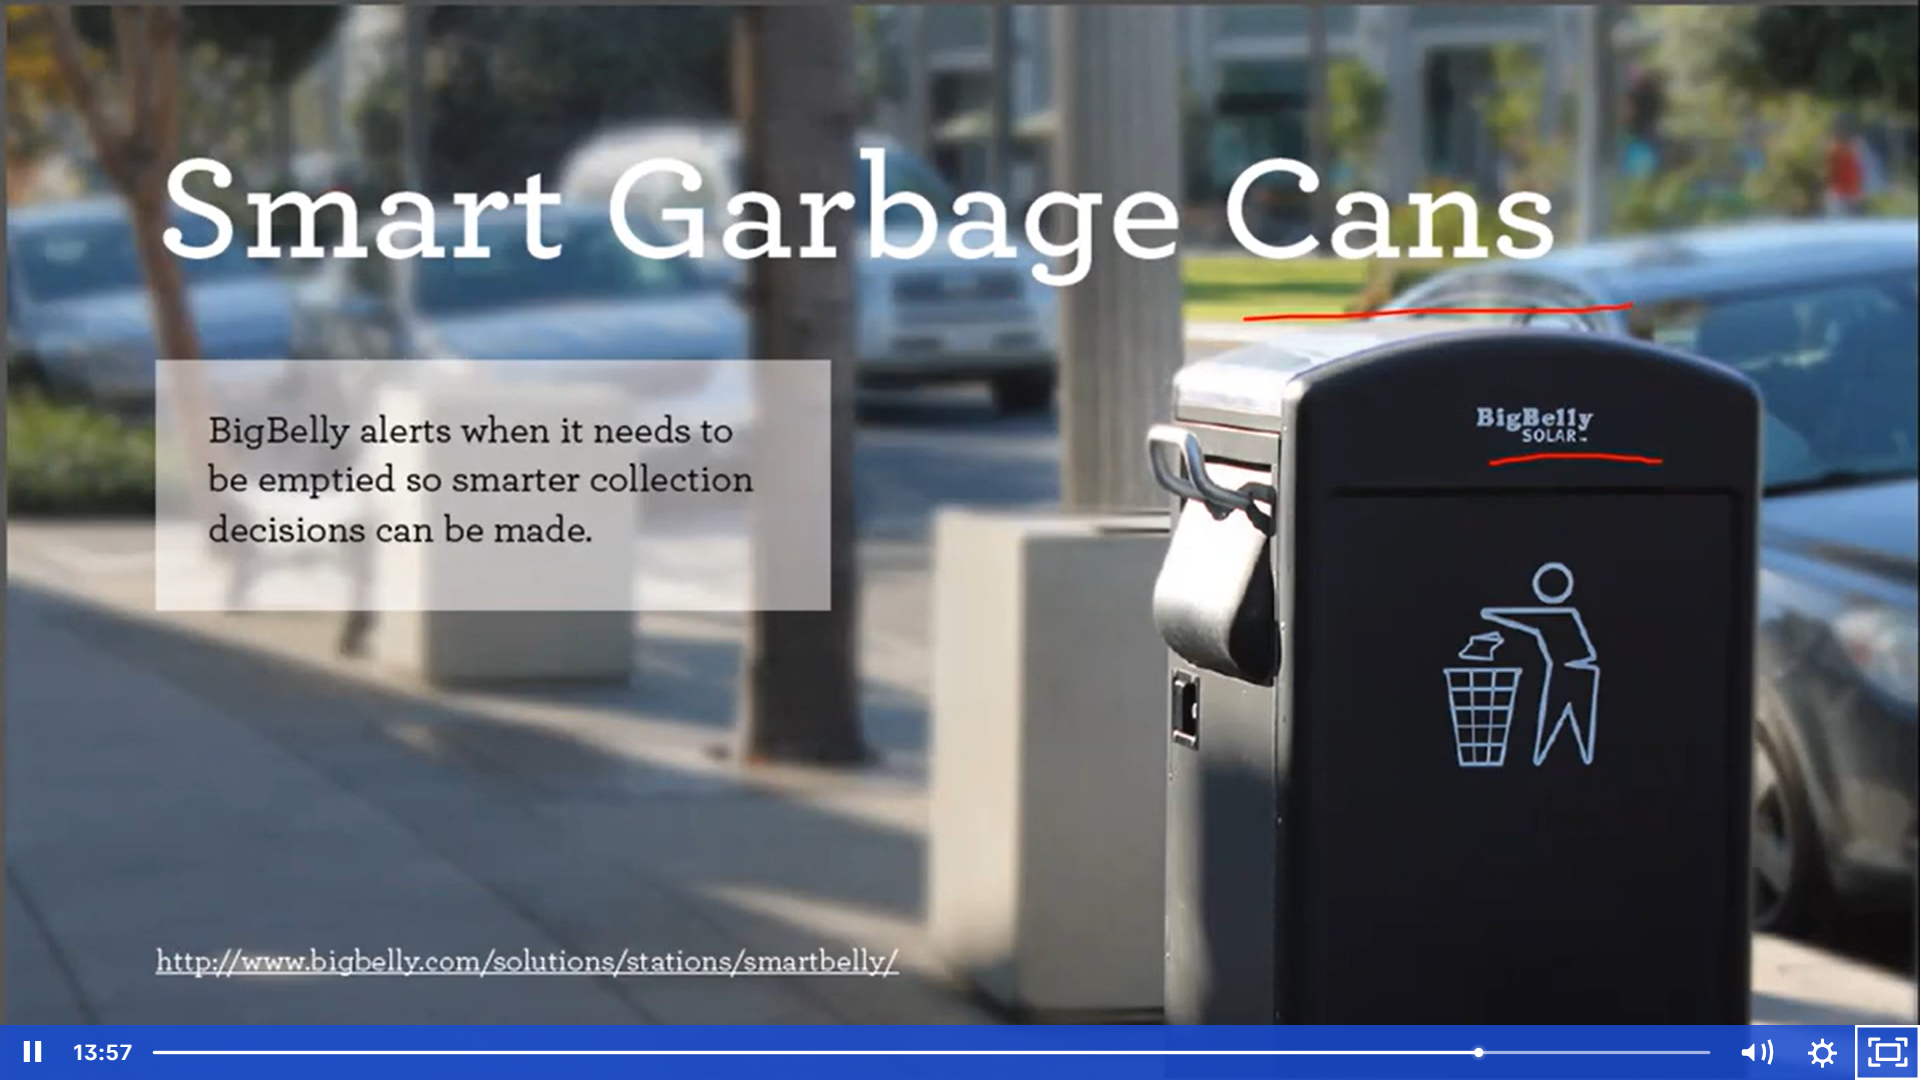 Smart Garbage Cans
BigBelly alerts when it needs to
be emptied so smarter collection
decisions can be made.
BigBelly
SOLAR™
http://www.bigbelly.com/solutions/stations/smartbelly/
13:57